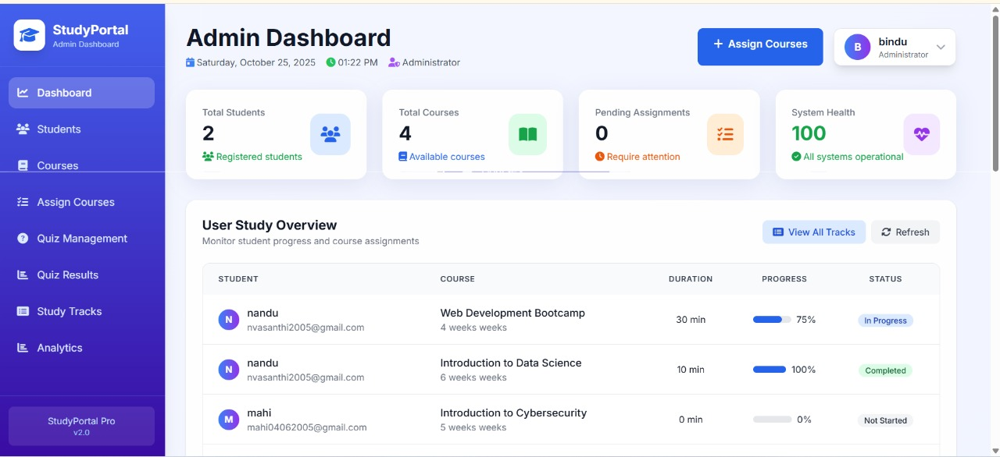 StudyPortal
Admin Dashboard
Dashboard
Students
Courses
Assign Courses
Quiz Management
Quiz Results
Study Tracks
Analytics
StudyPortal Pro
v2.0
Admin Dashboard
Saturday, October 25, 2025 01:22 PM Administrator
+ Assign Courses
B
bindu
Administrator
Total Students
2
Registered students
Total Courses
4
Available courses
Pending Assignments
0
Require attention
System Health
100
All systems operational
User Study Overview
Monitor student progress and course assignments
View All Tracks
Refresh
STUDENT COURSE DURATION PROGRESS STATUS
N
nandu
nvasanthi2005@gmail.com
Web Development Bootcamp
4 weeks weeks
30 min
75%
In Progress
N
nandu
nvasanthi2005@gmail.com
Introduction to Data Science
6 weeks weeks
10 min
100%
Completed
M
mahi
mahi04062005@gmail.com
Introduction to Cybersecurity
5 weeks weeks
0 min
0%
Not Started